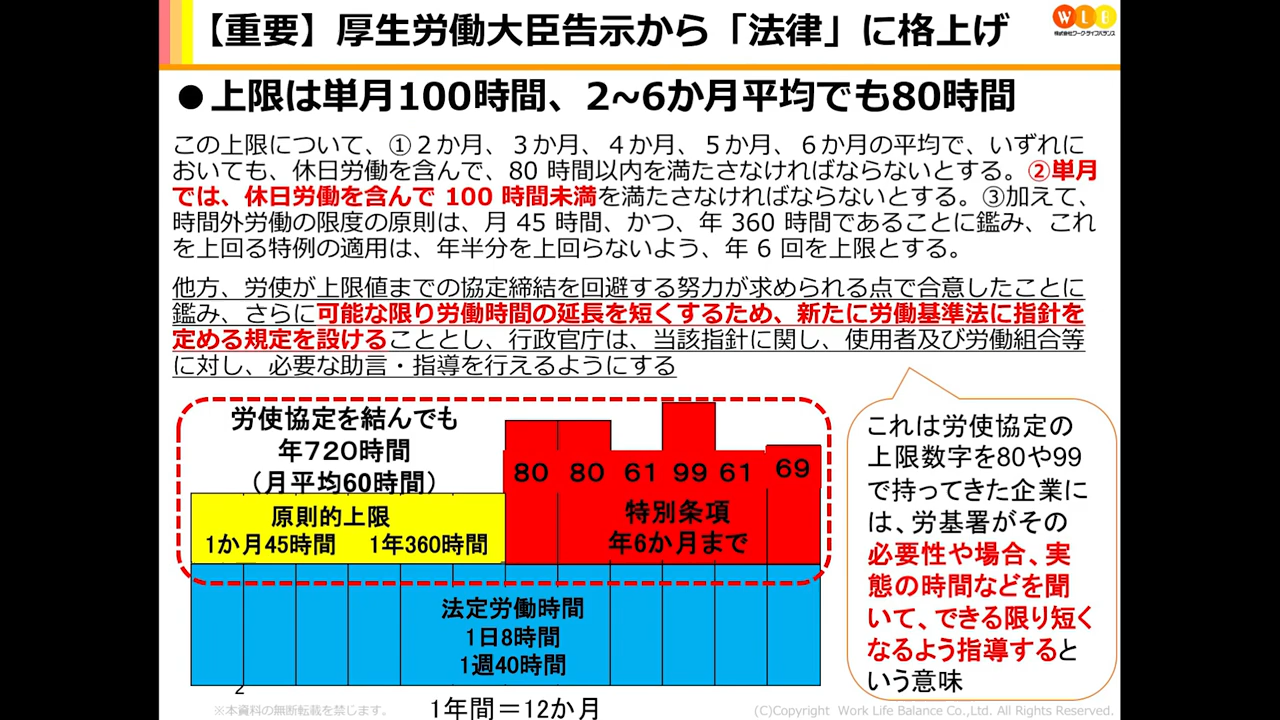 【重要】厚生労働大臣告示から「法律」に格上げ
WLB
株式会社ワーク・ライフバランス
●上限は単月100時間、2~6か月平均でも80時間
この上限について、①２か月、３か月、４か月、５か月、６か月の平均で、いずれに
おいても、休日労働を含んで、80 時間以内を満たさなければならないとする。②単月
では、休日労働を含んで 100 時間未満を満たさなければならないとする。③加えて、
時間外労働の限度の原則は、月 45 時間、かつ、年 360 時間であることに鑑み、これ
を上回る特例の適用は、年半分を上回らないよう、年 6 回を上限とする。
他方、労使が上限値までの協定締結を回避する努力が求められる点で合意したことに
鑑み、さらに可能な限り労働時間の延長を短くするため、新たに労働基準法に指針を
定める規定を設けることとし、行政官庁は、当該指針に関し、使用者及び労働組合等
に対し、必要な助言・指導を行えるようにする
労使協定を結んでも
年７２０時間
（月平均60時間）
80 80 61 99 61 69
原則的上限
1か月45時間 1年360時間
特別条項
年6か月まで
法定労働時間
1日8時間
1週40時間
1年間＝12か月
これは労使協定の
上限数字を80や99
で持ってきた企業に
は、労基署がその
必要性や場合、実
態の時間などを聞
いて、できる限り短く
なるよう指導すると
いう意味
2
※本資料の無断転載を禁じます。
(C)Copyright Work Life Balance Co.,Ltd. All Rights Reserved.